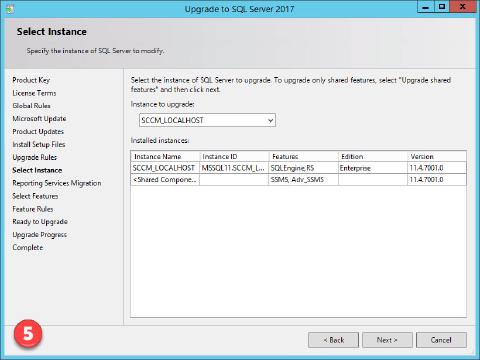 Upgrade to SQL Server 2017
Select Instance
Specify the instance of SQL Server to modify.
Product Key
License Terms
Global Rules
Microsoft Update
Product Updates
Install Setup Files
Upgrade Rules
Select Instance
Reporting Services Migration
Select Features
Feature Rules
Ready to Upgrade
Upgrade Progress
Complete
Select the instance of SQL Server to upgrade. To upgrade only shared features, select "Upgrade shared
features" and then click next.
Instance to upgrade:
SCCM_LOCALHOST
Installed instances:
Instance Name Instance ID Features Edition Version
SCCM_LOCALHOST MSSQL11.SCCM_L... SQLEngine,RS Enterprise 11.4.7001.0
<Shared Compone... SSMS, Adv_SSMS 11.4.7001.0
5
< Back Next > Cancel